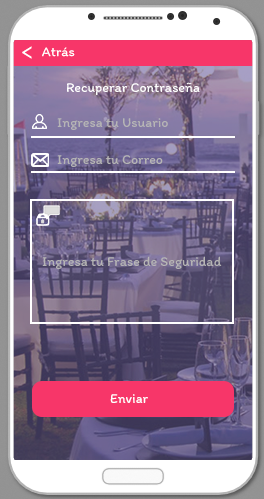 Atrás
Recuperar Contraseña
Ingresa tu Usuario
Ingresa tu Correo
Ingresa tu Frase de Seguridad
Enviar